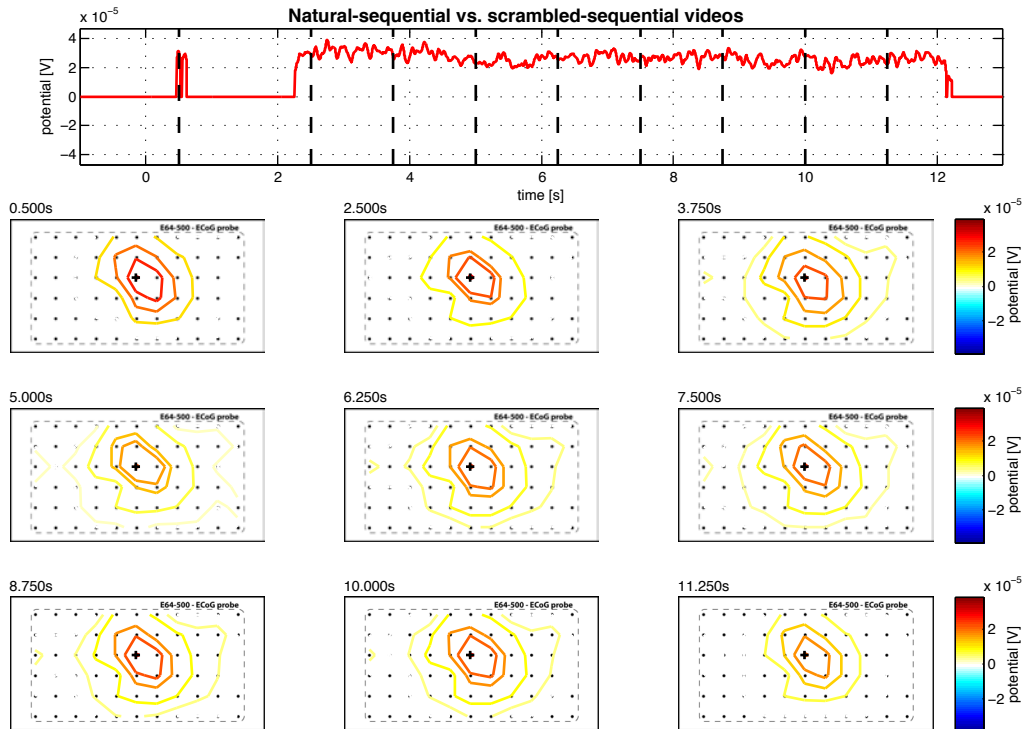 Natural-sequential vs. scrambled-sequential videos
x 10⁻⁵
4
2
0
−2
−4
potential [V]
0 2 4 6 8 10 12
time [s]
0.500s 2.500s 3.750s
E64-500 - ECoG probe E64-500 - ECoG probe E64-500 - ECoG probe
x 10⁻⁵
2
0
−2
potential [V]
5.000s 6.250s 7.500s
E64-500 - ECoG probe E64-500 - ECoG probe E64-500 - ECoG probe
x 10⁻⁵
2
0
−2
potential [V]
8.750s 10.000s 11.250s
E64-500 - ECoG probe E64-500 - ECoG probe E64-500 - ECoG probe
x 10⁻⁵
2
0
−2
potential [V]